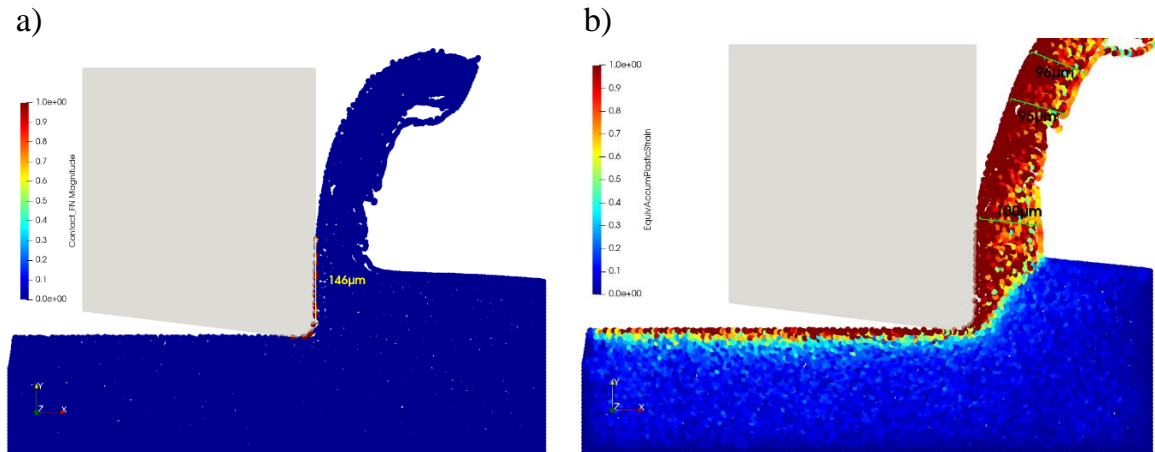 a)
b)
1.0e+00
0.9
0.8
0.7
0.6
0.5
0.4
0.3
0.2
0.1
0.0e+00
Contact_FN Magnitude
146µm
Y
Z
X
1.0e+00
0.9
0.8
0.7
0.6
0.5
0.4
0.3
0.2
0.1
0.0e+00
EquivAccumPlasticStrain
96µm
95µm
100µm
Y
Z
X